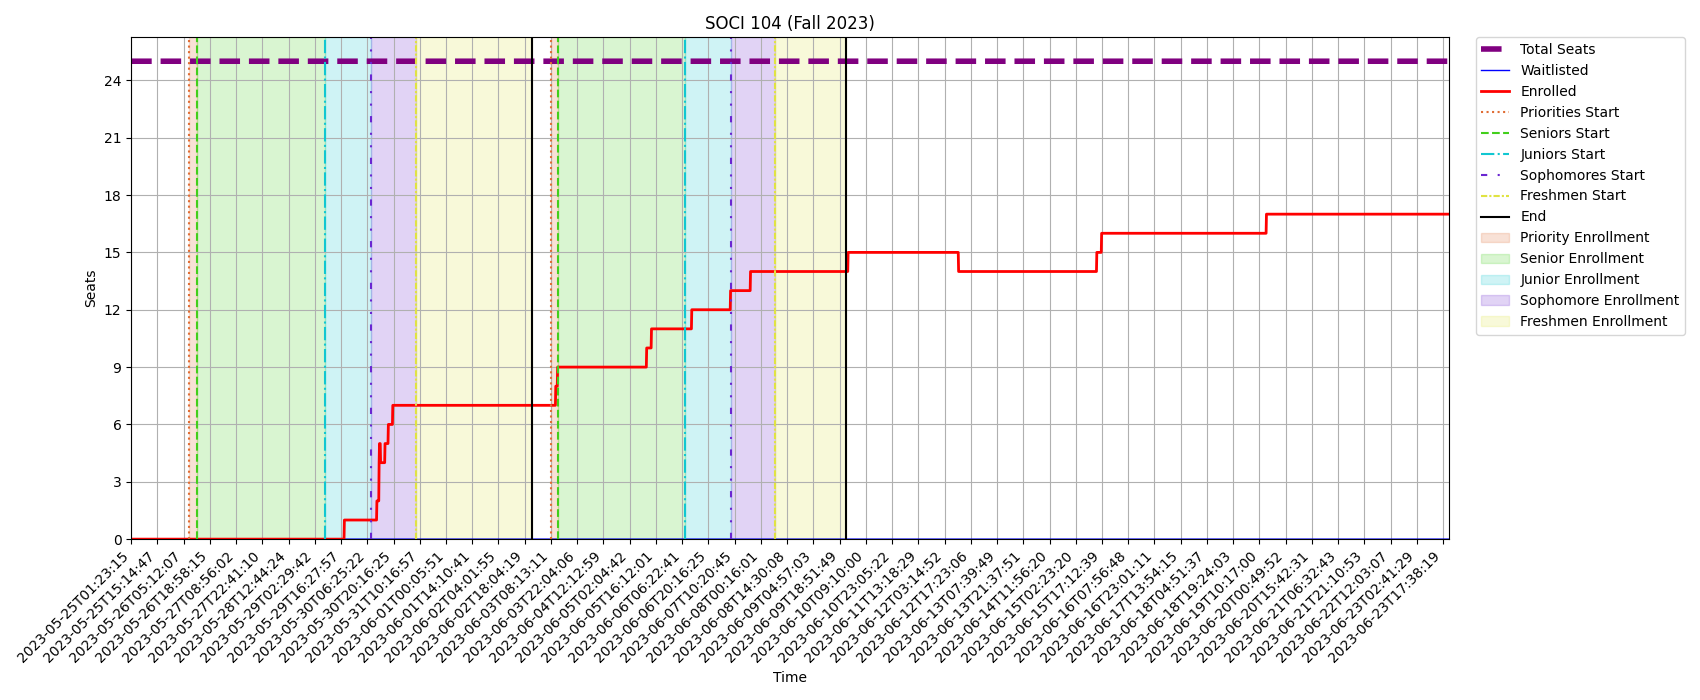 SOCI 104 (Fall 2023)
Seats
24
21
18
15
12
9
6
3
0
2023-05-25T01:23:15
2023-05-25T15:14:47
2023-05-26T05:12:07
2023-05-26T18:58:15
2023-05-27T08:56:02
2023-05-27T22:41:10
2023-05-28T12:44:24
2023-05-29T02:29:42
2023-05-29T16:27:57
2023-05-30T06:25:22
2023-05-30T20:16:25
2023-05-31T10:16:57
2023-06-01T00:05:51
2023-06-01T14:10:41
2023-06-02T04:01:55
2023-06-02T18:04:19
2023-06-03T08:13:11
2023-06-03T22:04:06
2023-06-04T12:12:59
2023-06-05T02:04:42
2023-06-05T16:12:01
2023-06-06T06:22:41
2023-06-06T20:16:25
2023-06-07T10:20:45
2023-06-08T00:16:01
2023-06-08T14:30:08
2023-06-09T04:57:03
2023-06-09T18:51:49
2023-06-10T09:10:00
2023-06-10T23:05:22
2023-06-11T13:18:29
2023-06-12T03:14:52
2023-06-12T17:23:06
2023-06-13T07:39:49
2023-06-13T21:37:51
2023-06-14T11:56:20
2023-06-15T02:23:20
2023-06-15T17:12:39
2023-06-16T07:56:48
2023-06-16T23:01:11
2023-06-17T13:54:15
2023-06-18T04:51:37
2023-06-18T19:24:03
2023-06-19T10:17:00
2023-06-20T00:49:52
2023-06-20T15:42:31
2023-06-21T06:32:43
2023-06-21T21:10:53
2023-06-22T12:03:07
2023-06-23T02:41:29
2023-06-23T17:38:19
Time
Total Seats
Waitlisted
Enrolled
Priorities Start
Seniors Start
Juniors Start
Sophomores Start
Freshmen Start
End
Priority Enrollment
Senior Enrollment
Junior Enrollment
Sophomore Enrollment
Freshmen Enrollment